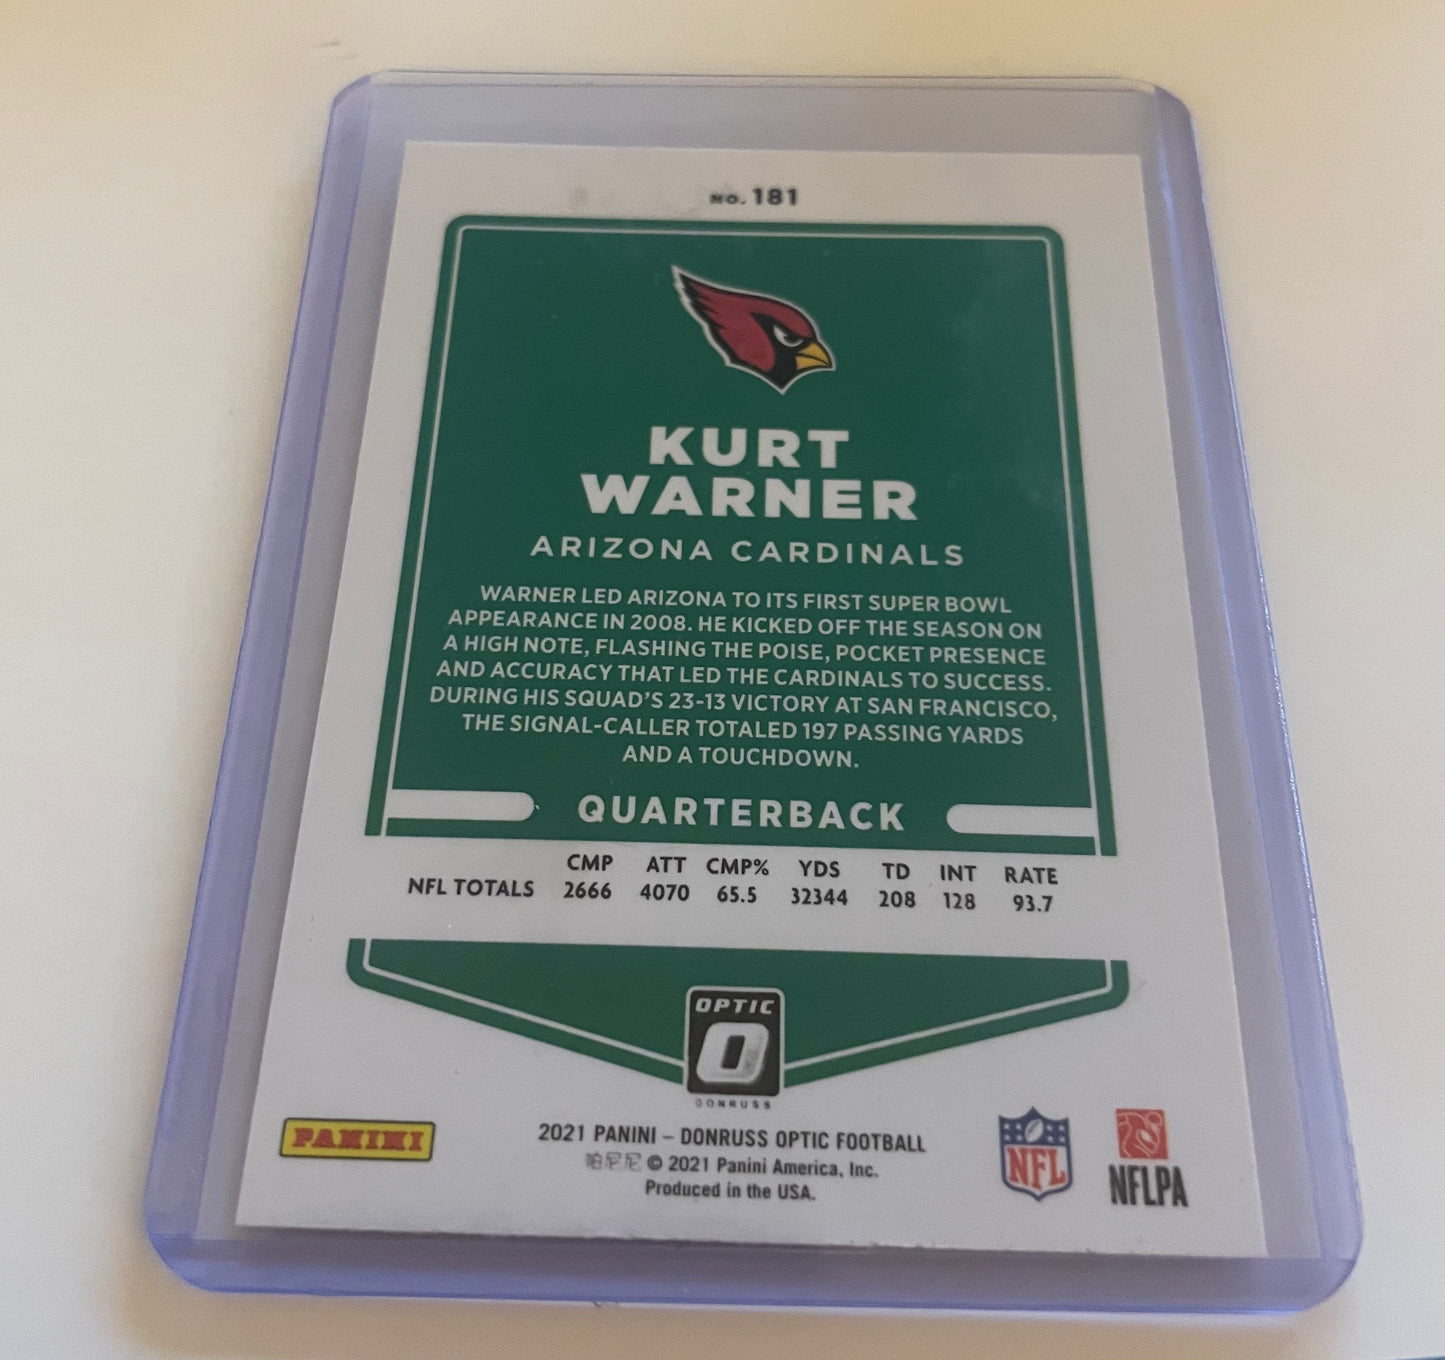 NO. 181
KURT
WARNER
ARIZONA CARDINALS
WARNER LED ARIZONA TO ITS FIRST SUPER BOWL
APPEARANCE IN 2008. HE KICKED OFF THE SEASON ON
A HIGH NOTE, FLASHING THE POISE, POCKET PRESENCE
AND ACCURACY THAT LED THE CARDINALS TO SUCCESS.
DURING HIS SQUAD'S 23-13 VICTORY AT SAN FRANCISCO,
THE SIGNAL-CALLER TOTALED 197 PASSING YARDS
AND A TOUCHDOWN.
QUARTERBACK
CMP ATT CMP% YDS TD INT RATE
NFL TOTALS 2666 4070 65.5 32344 208 128 93.7
OPTIC
O
DONRUSS
PANINI
2021 PANINI – DONRUSS OPTIC FOOTBALL
帕尼尼 © 2021 Panini America, Inc.
Produced in the USA.
NFL
NFLPA